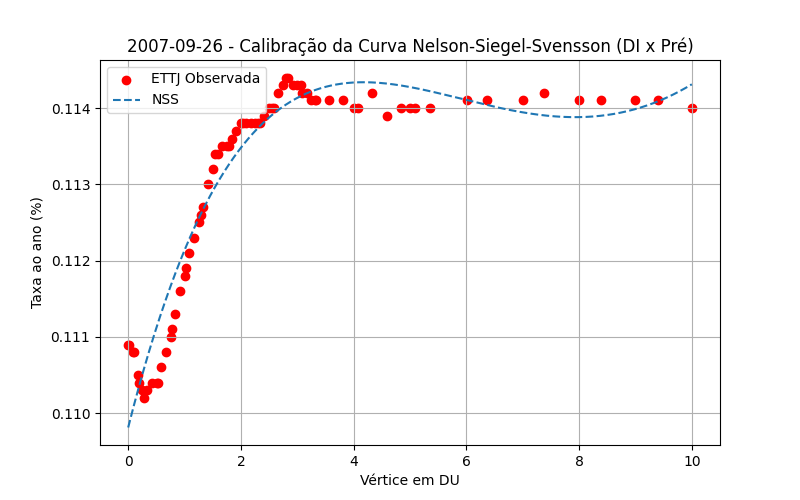 2007-09-26 - Calibração da Curva Nelson-Siegel-Svensson (DI x Pré)
ETTJ Observada
NSS
Taxa ao ano (%)
0.114
0.113
0.112
0.111
0.110
0 2 4 6 8 10
Vértice em DU